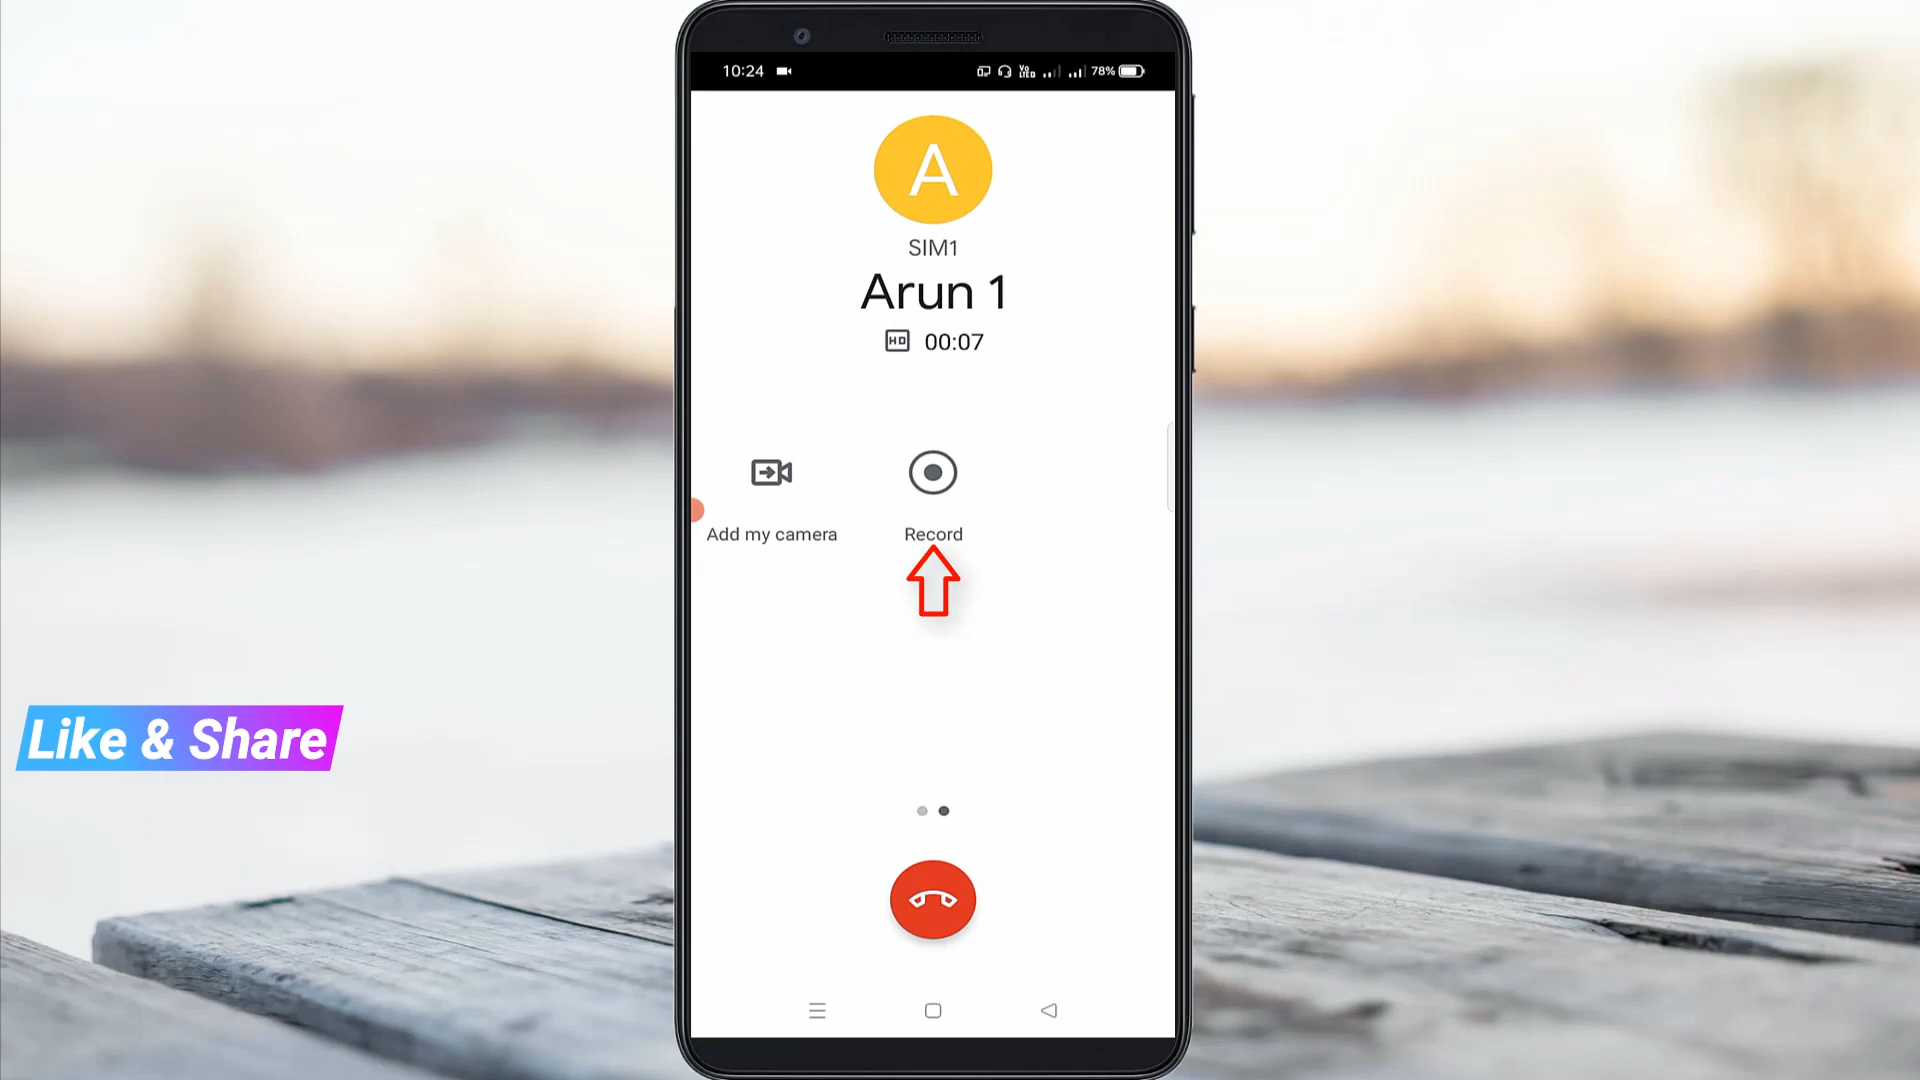 10:24
78%
A
SIM1
Arun 1
HD 00:07
Add my camera
Record
Like & Share